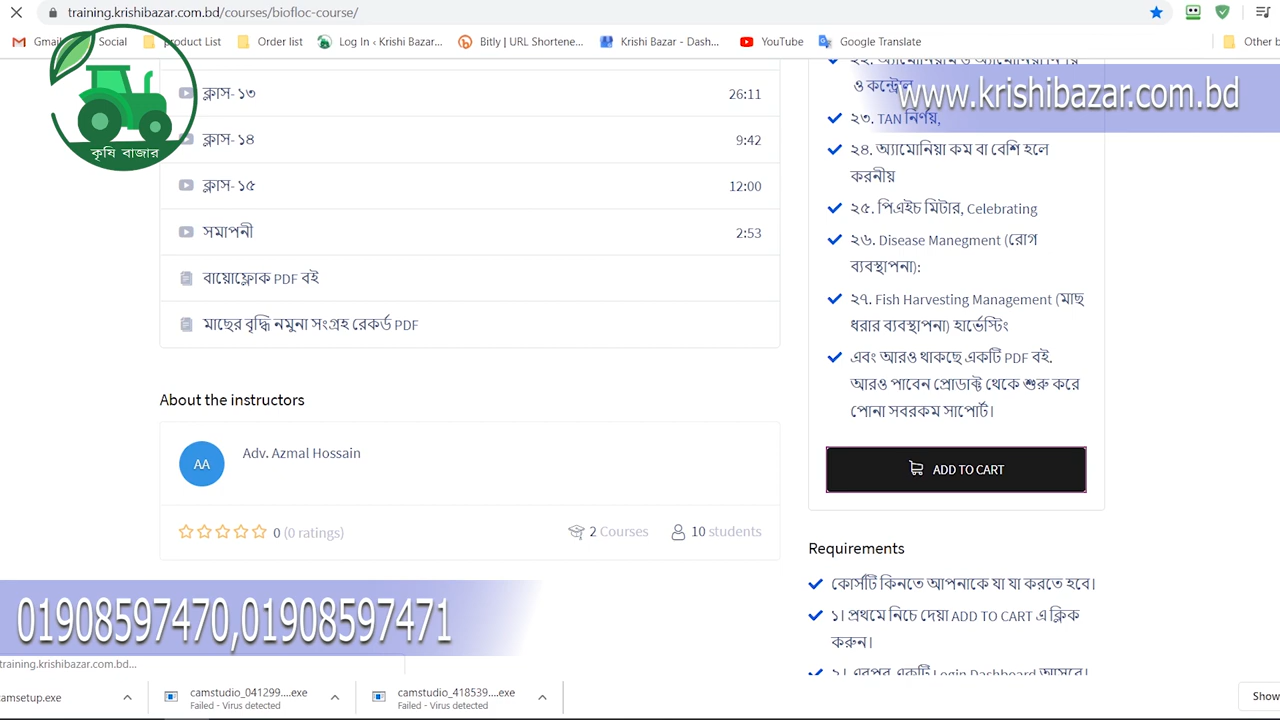 training.krishibazar.com.bd/courses/biofloc-course/
Gmail
Social
product List
Order list
Log In ‹ Krishi Bazar...
Bitly | URL Shortene...
Krishi Bazar - Dash...
YouTube
Google Translate
Other b
কৃষি বাজার
www.krishibazar.com.bd
ক্লাস- ১৩ 26:11
ক্লাস- ১৪ 9:42
ক্লাস- ১৫ 12:00
সমাপনী 2:53
বায়োফ্লোক PDF বই
মাছের বৃদ্ধি নমুনা সংগ্রহ রেকর্ড PDF
About the instructors
AA
Adv. Azmal Hossain
0 (0 ratings) 2 Courses 10 students
ও কন্ট্রোল
২৩. TAN নির্ণয়,
২৪. অ্যামোনিয়া কম বা বেশি হলে
করনীয়
২৫. পিএইচ মিটার, Celebrating
২৬. Disease Manegment (রোগ
ব্যবস্থাপনা):
২৭. Fish Harvesting Management (মাছ
ধরার ব্যবস্থাপনা) হার্ভেস্টিং
এবং আরও থাকছে একটি PDF বই.
আরও পাবেন প্রোডাক্ট থেকে শুরু করে
পোনা সবরকম সাপোর্ট।
ADD TO CART
Requirements
কোর্সটি কিনতে আপনাকে যা যা করতে হবে।
১। প্রথমে নিচে দেয়া ADD TO CART এ ক্লিক
করুন।
২। এরপর একটি Login Dashboard আসবে।
01908597470,01908597471
training.krishibazar.com.bd...
camsetup.exe
camstudio_041299....exe
Failed - Virus detected
camstudio_418539....exe
Failed - Virus detected
Show